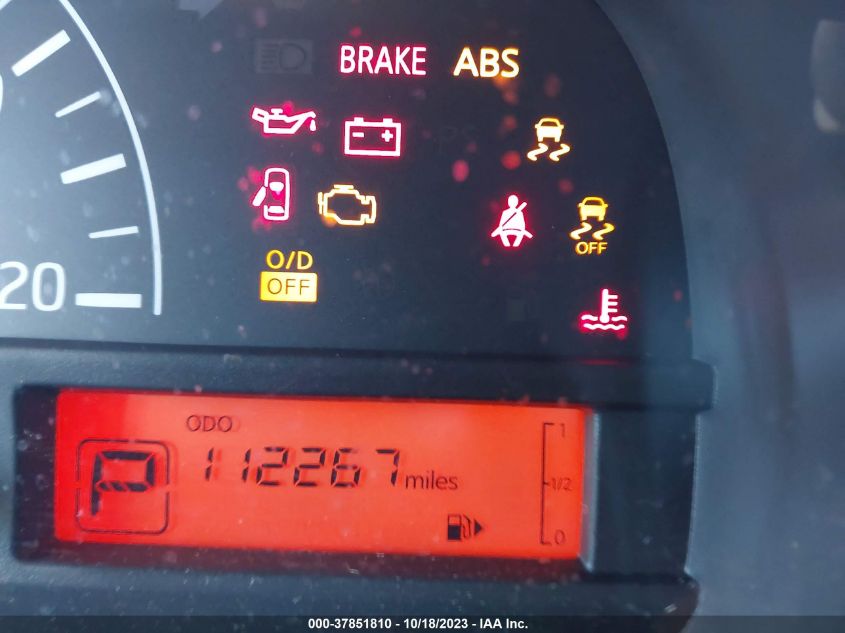 BRAKE ABS
O/D
OFF
OFF
20
ODO
P 112267 miles
1
1/2
0
000-37851810 - 10/18/2023 - IAA Inc.